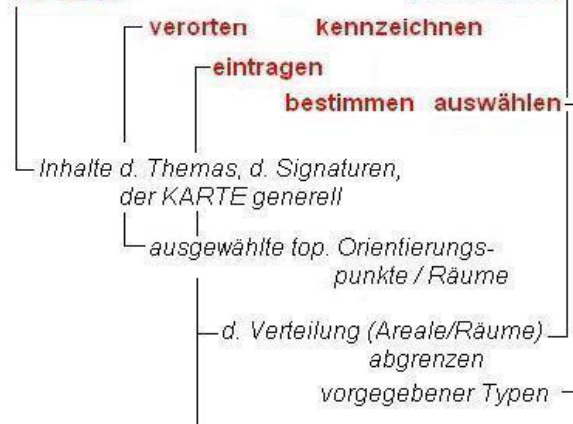 verorten kennzeichnen
eintragen
bestimmen auswählen
Inhalte d. Themas, d. Signaturen,
der KARTE generell
ausgewählte top. Orientierungs-
punkte / Räume
d. Verteilung (Areale/Räume)
abgrenzen
vorgegebener Typen